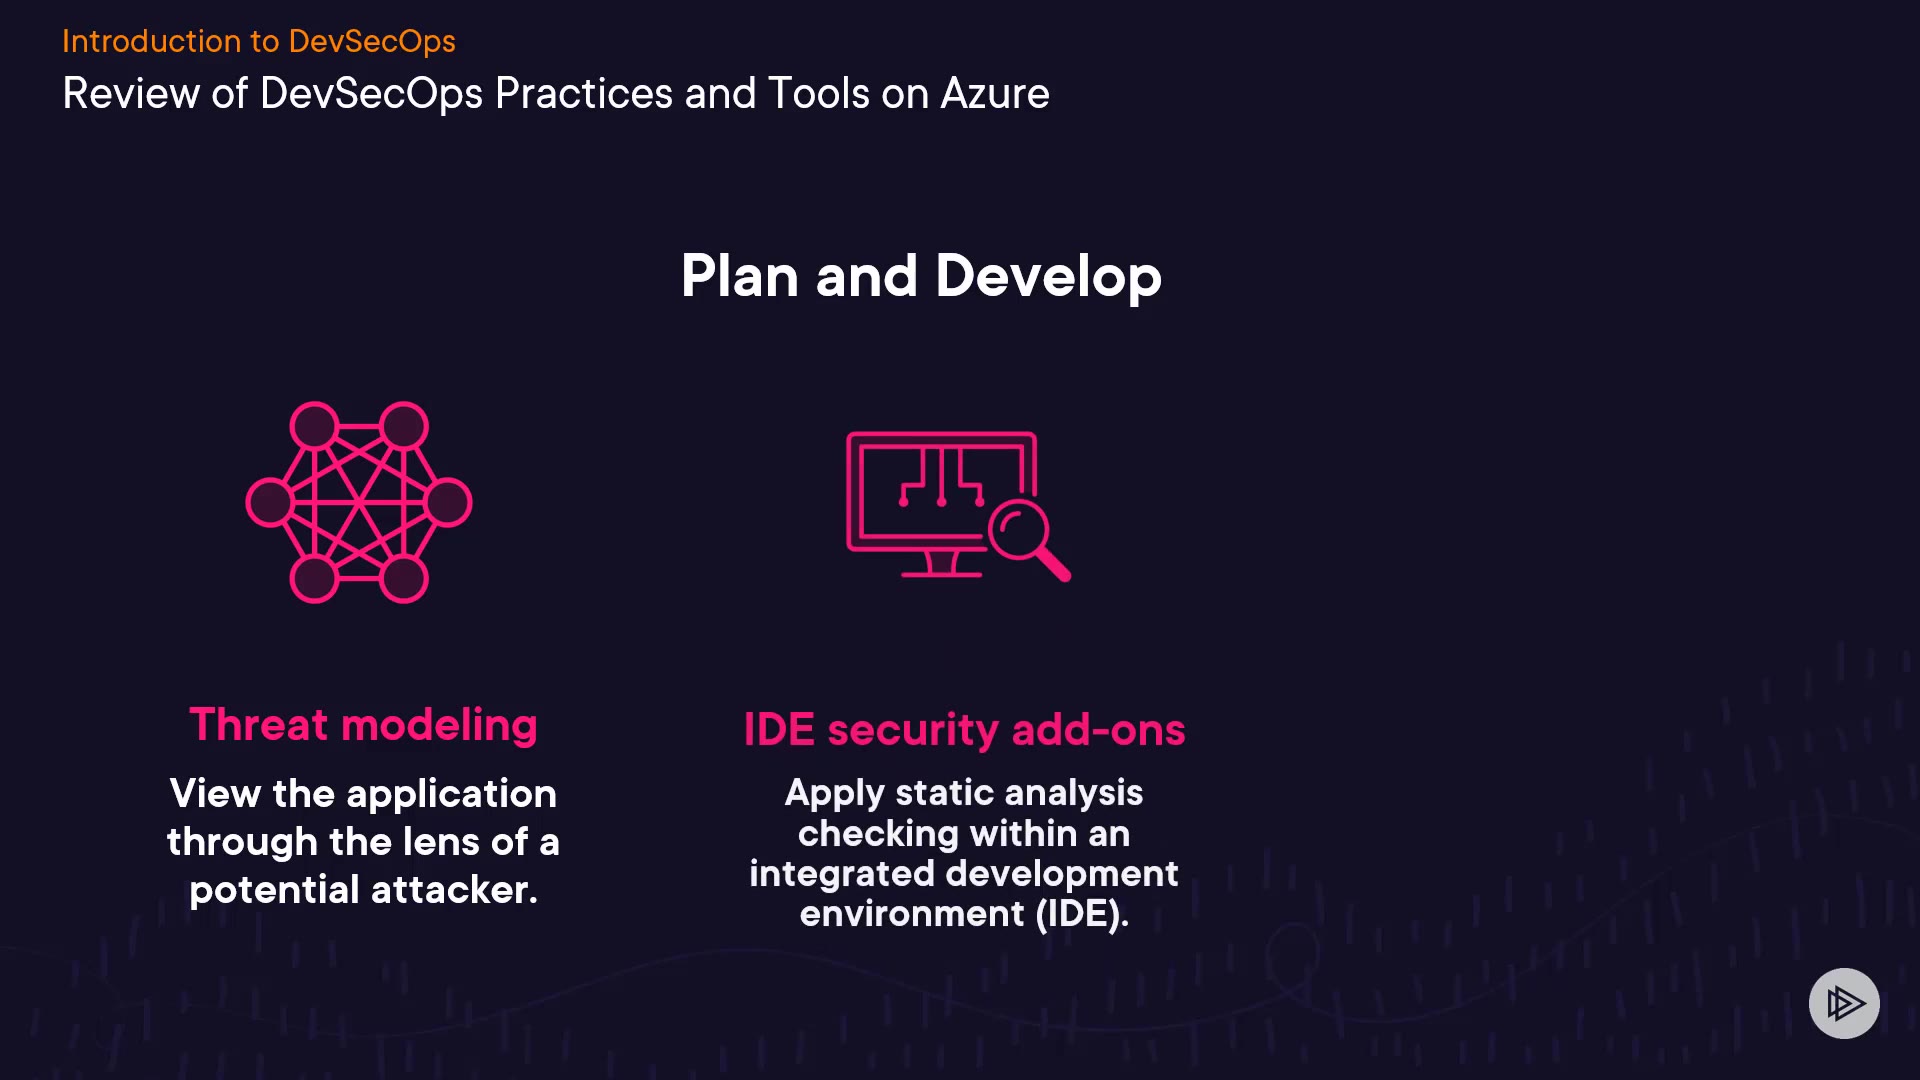 Introduction to DevSecOps
Review of DevSecOps Practices and Tools on Azure
Plan and Develop
Threat modeling
View the application
through the lens of a
potential attacker.
IDE security add-ons
Apply static analysis
checking within an
integrated development
environment (IDE).